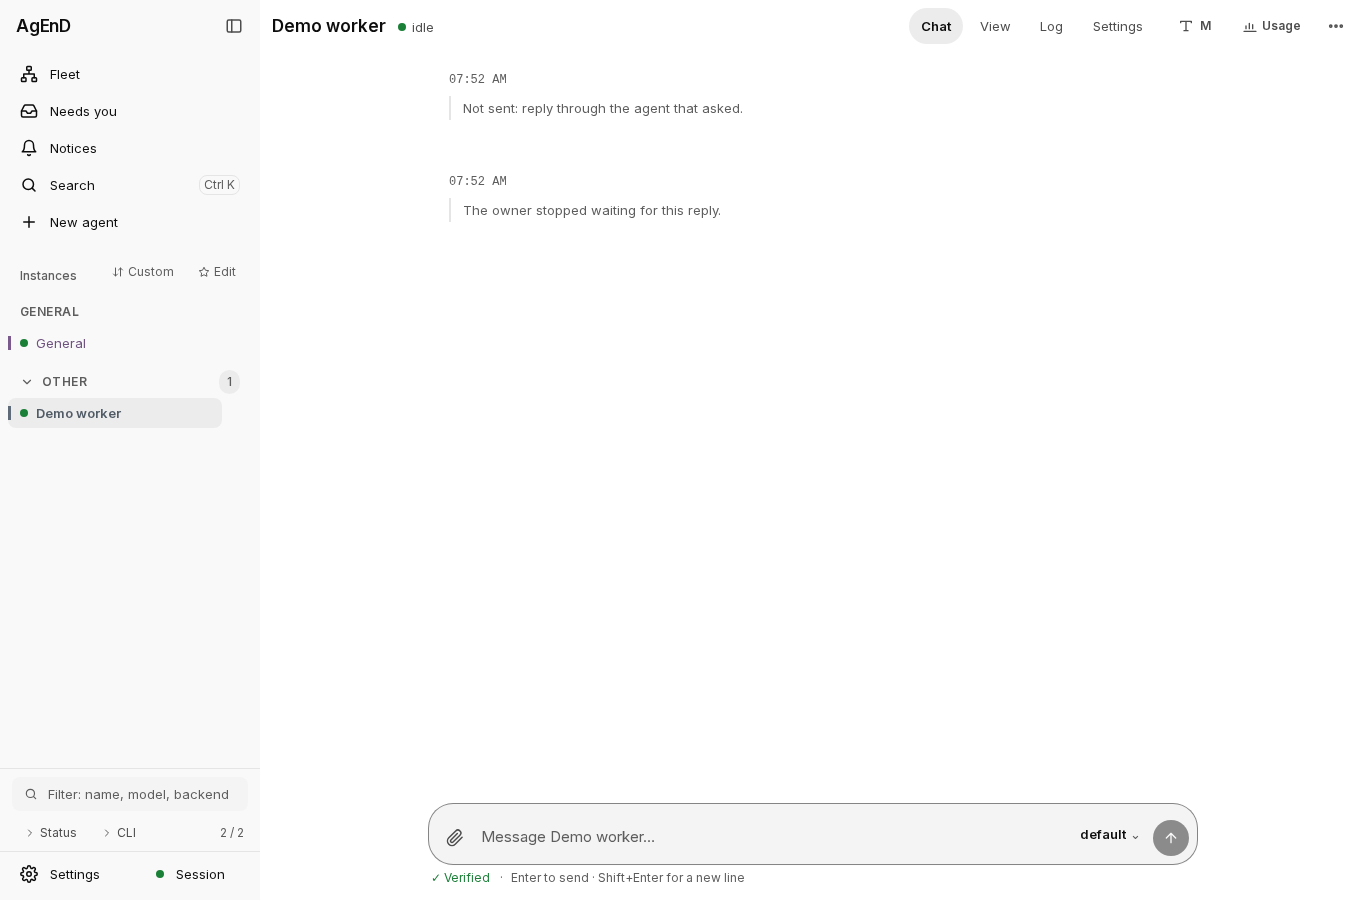 AgEnD
Fleet
Needs you
Notices
Search
Ctrl K
New agent
Instances
Custom
Edit
GENERAL
General
OTHER
1
Demo worker
Filter: name, model, backend
Status
CLI
2 / 2
Settings
Session
Demo worker
idle
Chat
View
Log
Settings
M
Usage
07:52 AM
Not sent: reply through the agent that asked.
07:52 AM
The owner stopped waiting for this reply.
Message Demo worker...
default
✓ Verified · Enter to send · Shift+Enter for a new line